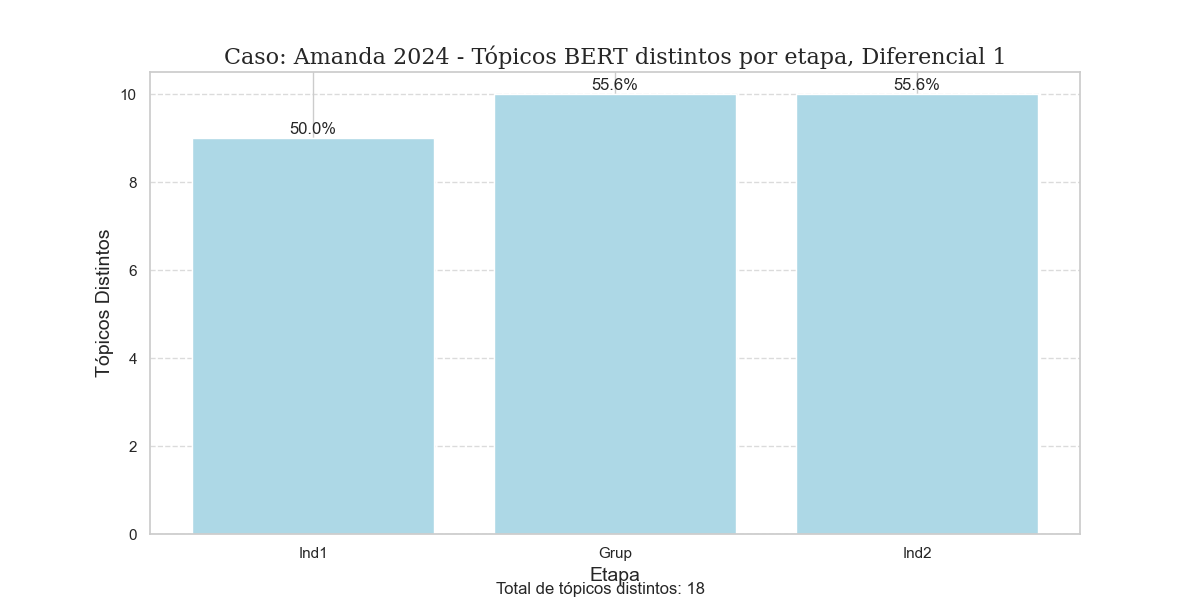 Caso: Amanda 2024 - Tópicos BERT distintos por etapa, Diferencial 1
50.0%
55.6%
55.6%
10
8
6
4
2
0
Tópicos Distintos
Ind1
Grup
Ind2
Etapa
Total de tópicos distintos: 18